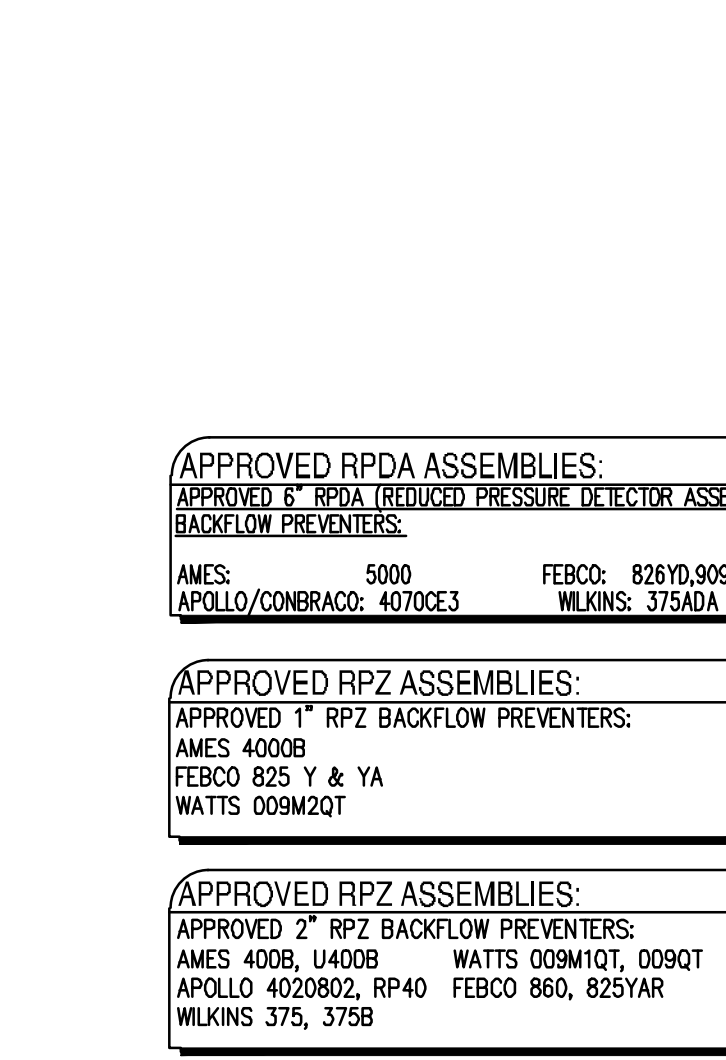 APPROVED RPDA ASSEMBLIES:
APPROVED 6" RPDA (REDUCED PRESSURE DETECTOR
BACKFLOW PREVENTERS:
AMES: 5000 FEBCO: 826YD,909
APOLLO/CONBRACO: 4070CE3 WILKINS: 375ADA
APPROVED RPZ ASSEMBLIES:
APPROVED 1" RPZ BACKFLOW PREVENTERS:
AMES 4000B
FEBCO 825 Y & YA
WATTS 009M2QT
APPROVED RPZ ASSEMBLIES:
APPROVED 2" RPZ BACKFLOW PREVENTERS:
AMES 400B, U400B WATTS 009M1QT, 009QT
APOLLO 4020802, RP40 FEBCO 860, 825YAR
WILKINS 375, 375B